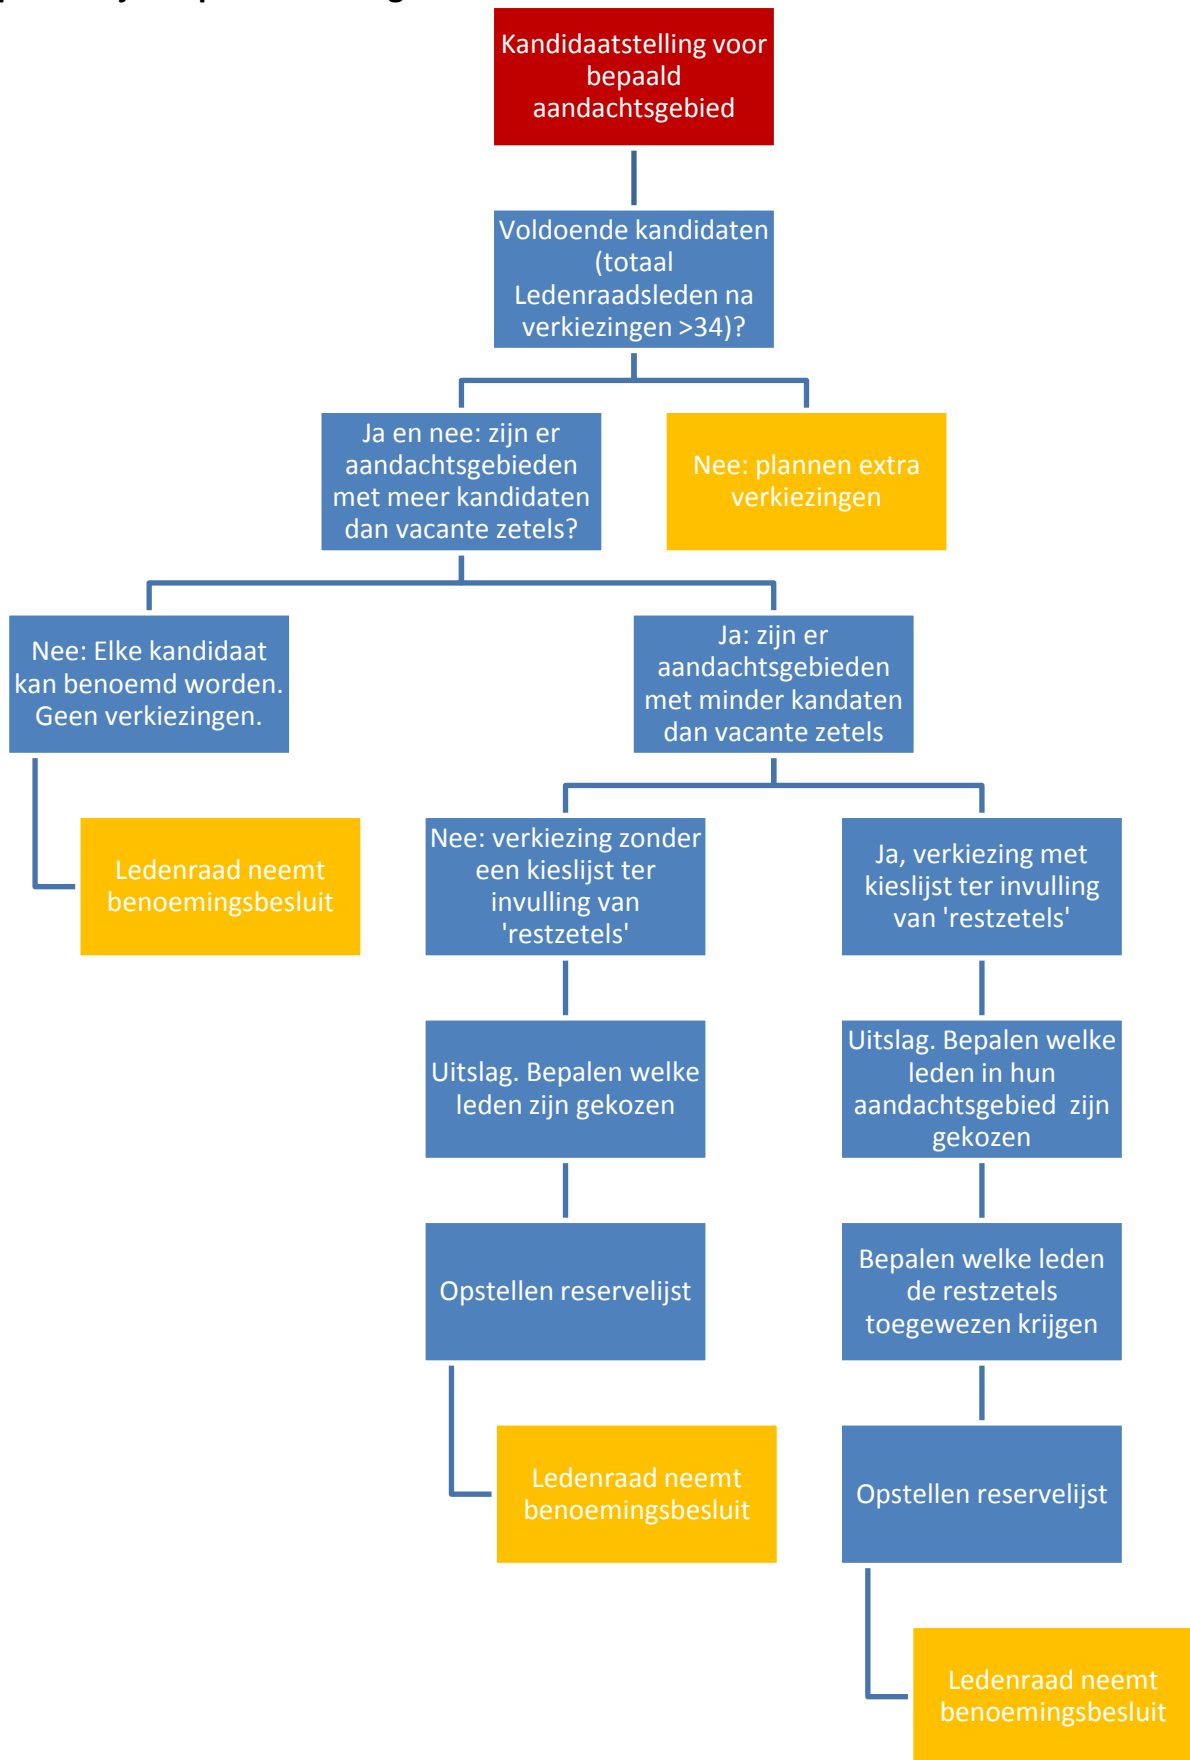 Kandidaatstelling voor
bepaald
aandachtsgebied
Voldoende kandidaten
(totaal
Ledenraadsleden na
verkiezingen >34)?
Ja en nee: zijn er
aandachtsgebieden
met meer kandidaten
dan vacante zetels?
Nee: plannen extra
verkiezingen
Nee: Elke kandidaat
kan benoemd worden.
Geen verkiezingen.
Ja: zijn er
aandachtsgebieden
met minder kandaten
dan vacante zetels
Ledenraad neemt
benoemingsbesluit
Nee: verkiezing zonder
een kieslijst ter
invulling van
'restzetels'
Ja, verkiezing met
kieslijst ter invulling
van 'restzetels'
Uitslag. Bepalen welke
leden zijn gekozen
Uitslag. Bepalen welke
leden in hun
aandachtsgebied  zijn
gekozen
Opstellen reservelijst
Bepalen welke leden
de restzetels
toegewezen krijgen
Ledenraad neemt
benoemingsbesluit
Opstellen reservelijst
Ledenraad neemt
benoemingsbesluit